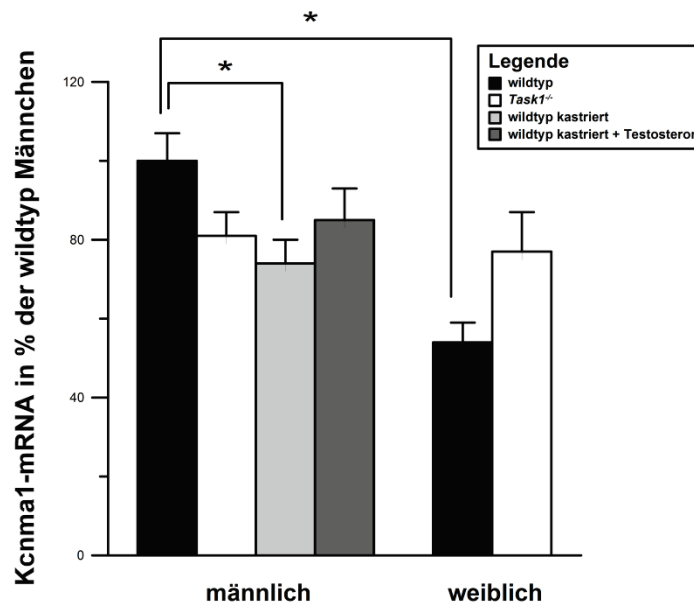 *
*
Legende
wildtyp
Task1-/-
wildtyp kastriert
wildtyp kastriert + Testosteron
Kcnma1-mRNA in % der wildtyp Männchen
120
80
40
0
männlich
weiblich